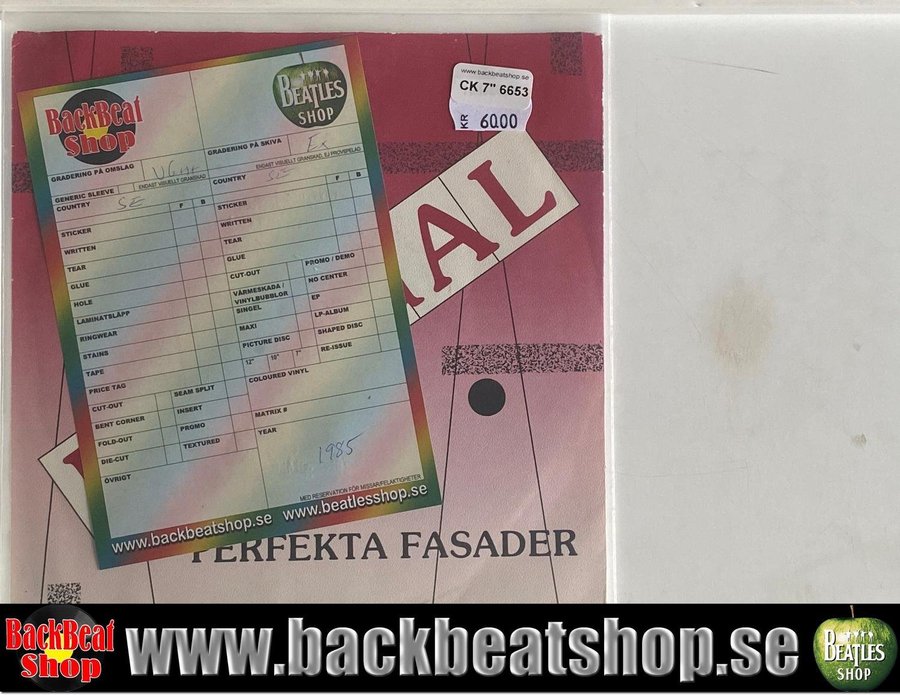 www.backbeatshop.se
CK 7" 6653
KR 60.00
BackBeat
Shop
BEATLES
SHOP
GRADERING PÅ OMSLAG
ENDAST VISUELLT GRANSKAD
GRADERING PÅ SKIVA Ex
ENDAST VISUELLT GRANSKAD, EJ PROVSPELAD
GENERIC SLEEVE
COUNTRY SE F B
STICKER
WRITTEN
TEAR
GLUE
HOLE
LAMINATSLÄPP
RINGWEAR
STAINS
TAPE
PRICE TAG
CUT-OUT SEAM SPLIT
BENT CORNER INSERT
FOLD-OUT PROMO
DIE-CUT TEXTURED
ÖVRIGT
COUNTRY SE F B
STICKER
WRITTEN
TEAR
GLUE
CUT-OUT PROMO / DEMO
VÄRMESKADA / NO CENTER
VINYLBUBBLOR EP
SINGEL LP-ALBUM
MAXI SHAPED DISC
PICTURE DISC RE-ISSUE
12" 10" 7"
COLOURED VINYL
MATRIX #
YEAR
1985
MED RESERVATION FÖR MISSAR/FELAKTIGHETER.
www.backbeatshop.se www.beatlesshop.se
AL
PERFEKTA FASADER
BackBeat
Shop
www.backbeatshop.se
BEATLES
SHOP